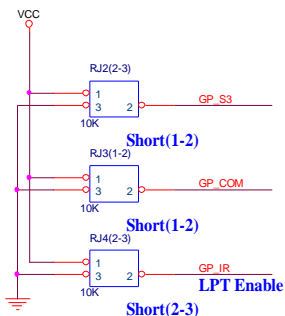 VCC
RJ2(2-3)
1
3
2
GP_S3
10K
Short(1-2)
RJ3(1-2)
1
3
2
GP_COM
10K
Short(1-2)
RJ4(2-3)
1
3
2
GP_IR
LPT Enable
10K
Short(2-3)